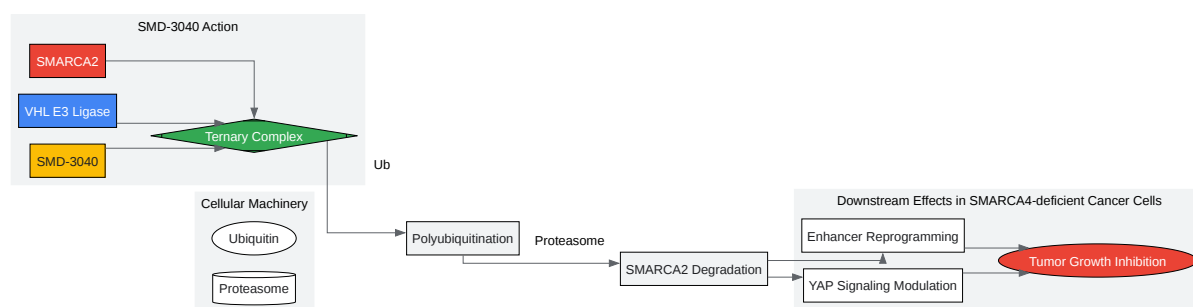 SMD-3040 Action
SMARCA2
VHL E3 Ligase
Ternary Complex
SMD-3040
Ub
Cellular Machinery
Ubiquitin
Proteasome
Polyubiquitination
Proteasome
SMARCA2 Degradation
Downstream Effects in SMARCA4-deficient Cancer Cells
Enhancer Reprogramming
YAP Signaling Modulation
Tumor Growth Inhibition